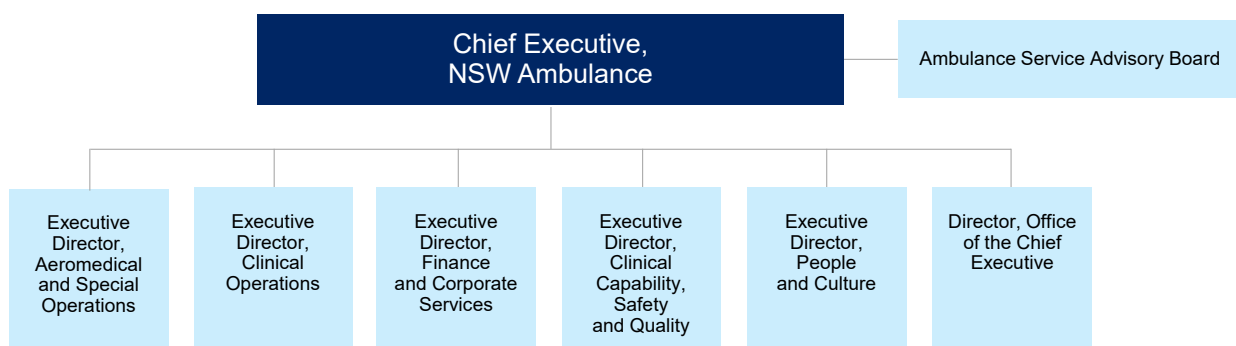 Chief Executive,
NSW Ambulance
Ambulance Service Advisory Board
Executive
Director,
Aeromedical
and Special
Operations
Executive
Director,
Clinical
Operations
Executive
Director,
Finance
and Corporate
Services
Executive
Director,
Clinical
Capability,
Safety
and Quality
Executive
Director,
People
and Culture
Director, Office
of the Chief
Executive